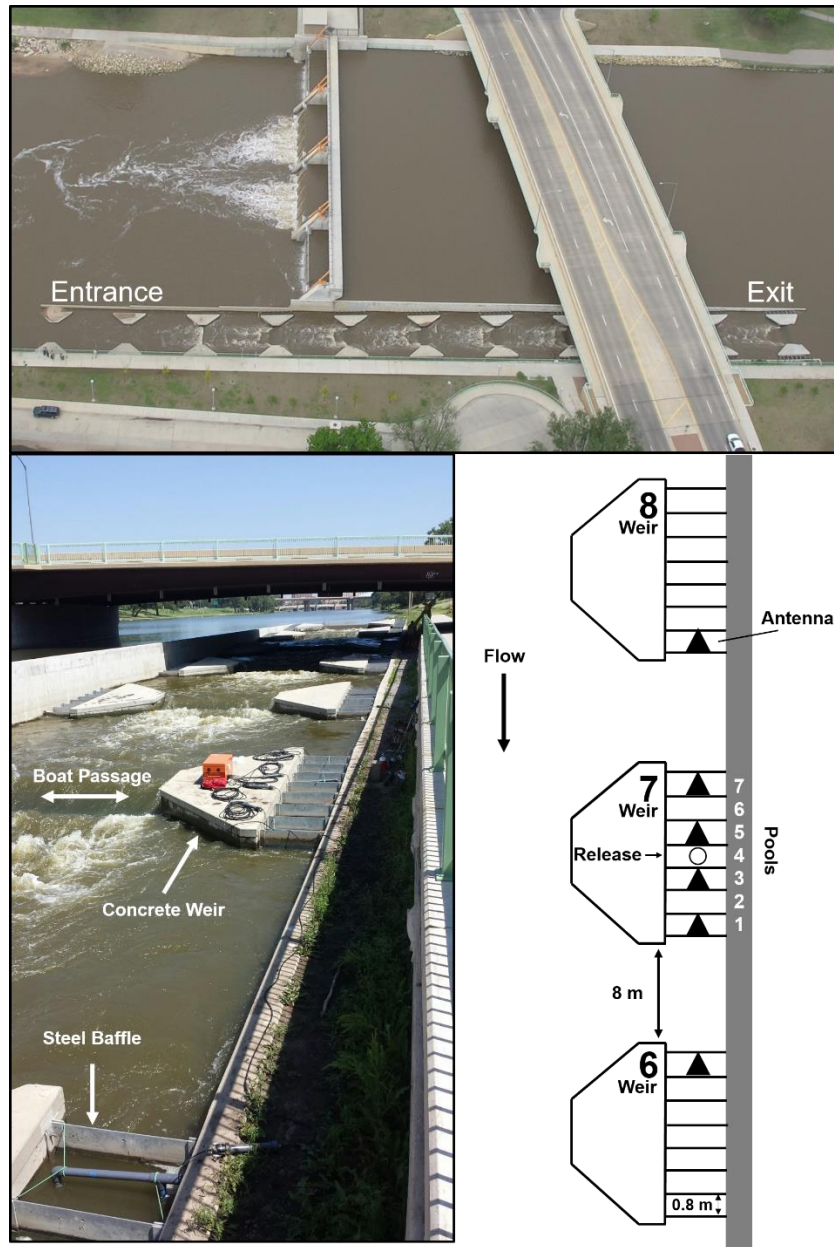 Entrance
Exit
Boat Passage
Concrete Weir
Steel Baffle
8
Weir
Antenna
Flow
7
Weir
Release
7
6
5
4
3
2
1
Pools
8 m
6
Weir
0.8 m